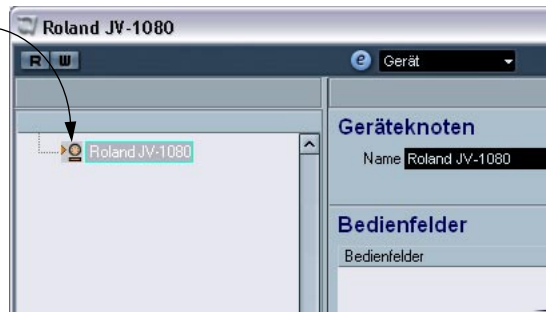 Roland JV-1080
R W
e Gerät
Roland JV-1080
Geräteknoten
Name Roland JV-1080
Bedienfelder
Bedienfelder